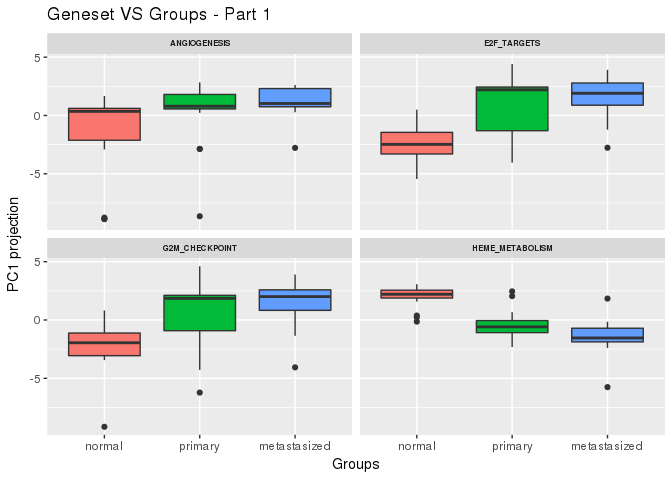 Geneset VS Groups - Part 1
ANGIOGENESIS
E2F_TARGETS
5
0
-5
G2M_CHECKPOINT
HEME_METABOLISM
5
0
-5
PC1 projection
normal
primary
metastasized
normal
primary
metastasized
Groups